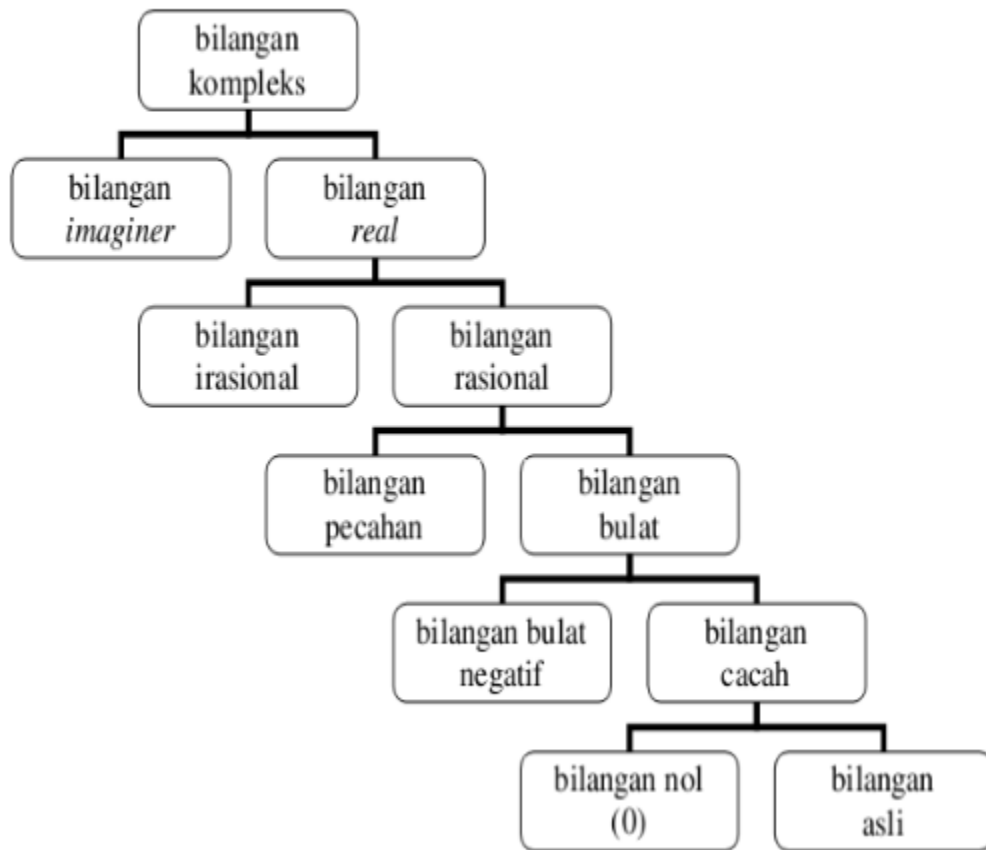 bilangan
kompleks
bilangan
imaginer
bilangan
real
bilangan
irasional
bilangan
rasional
bilangan
pecahan
bilangan
bulat
bilangan bulat
negatif
bilangan
cacah
bilangan nol
(0)
bilangan
asli